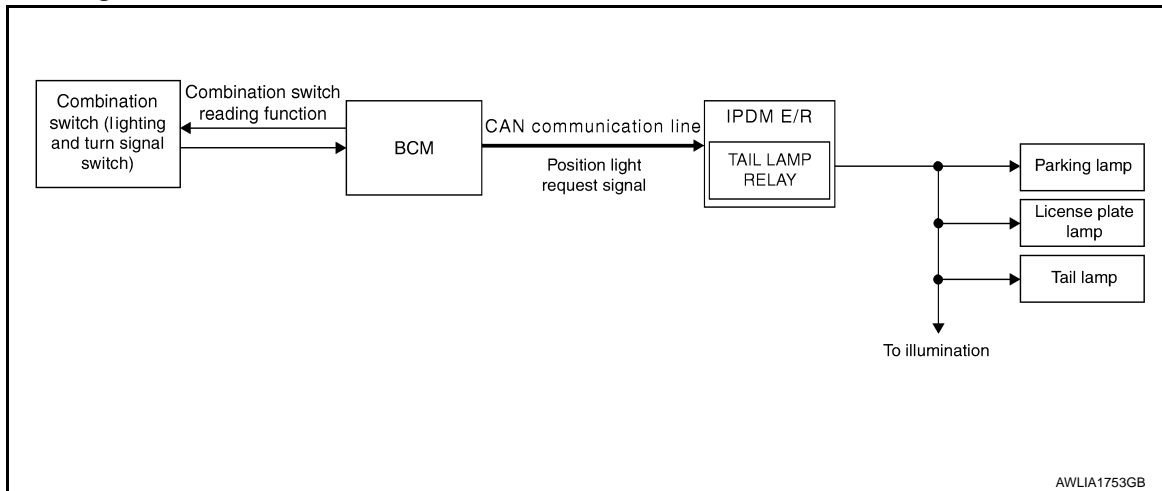 Combination
switch (lighting
and turn signal
switch)
Combination switch
reading function
BCM
CAN communication line
Position light
request signal
IPDM E/R
TAIL LAMP
RELAY
Parking lamp
License plate
lamp
Tail lamp
To illumination
AWLIA1753GB